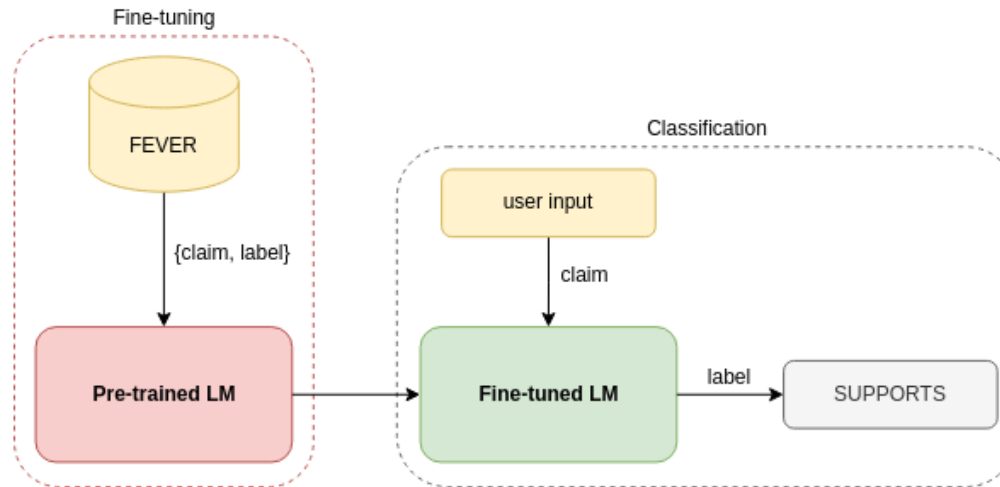 Fine-tuning
FEVER
{claim, label}
Pre-trained LM
Classification
user input
claim
Fine-tuned LM
label
SUPPORTS